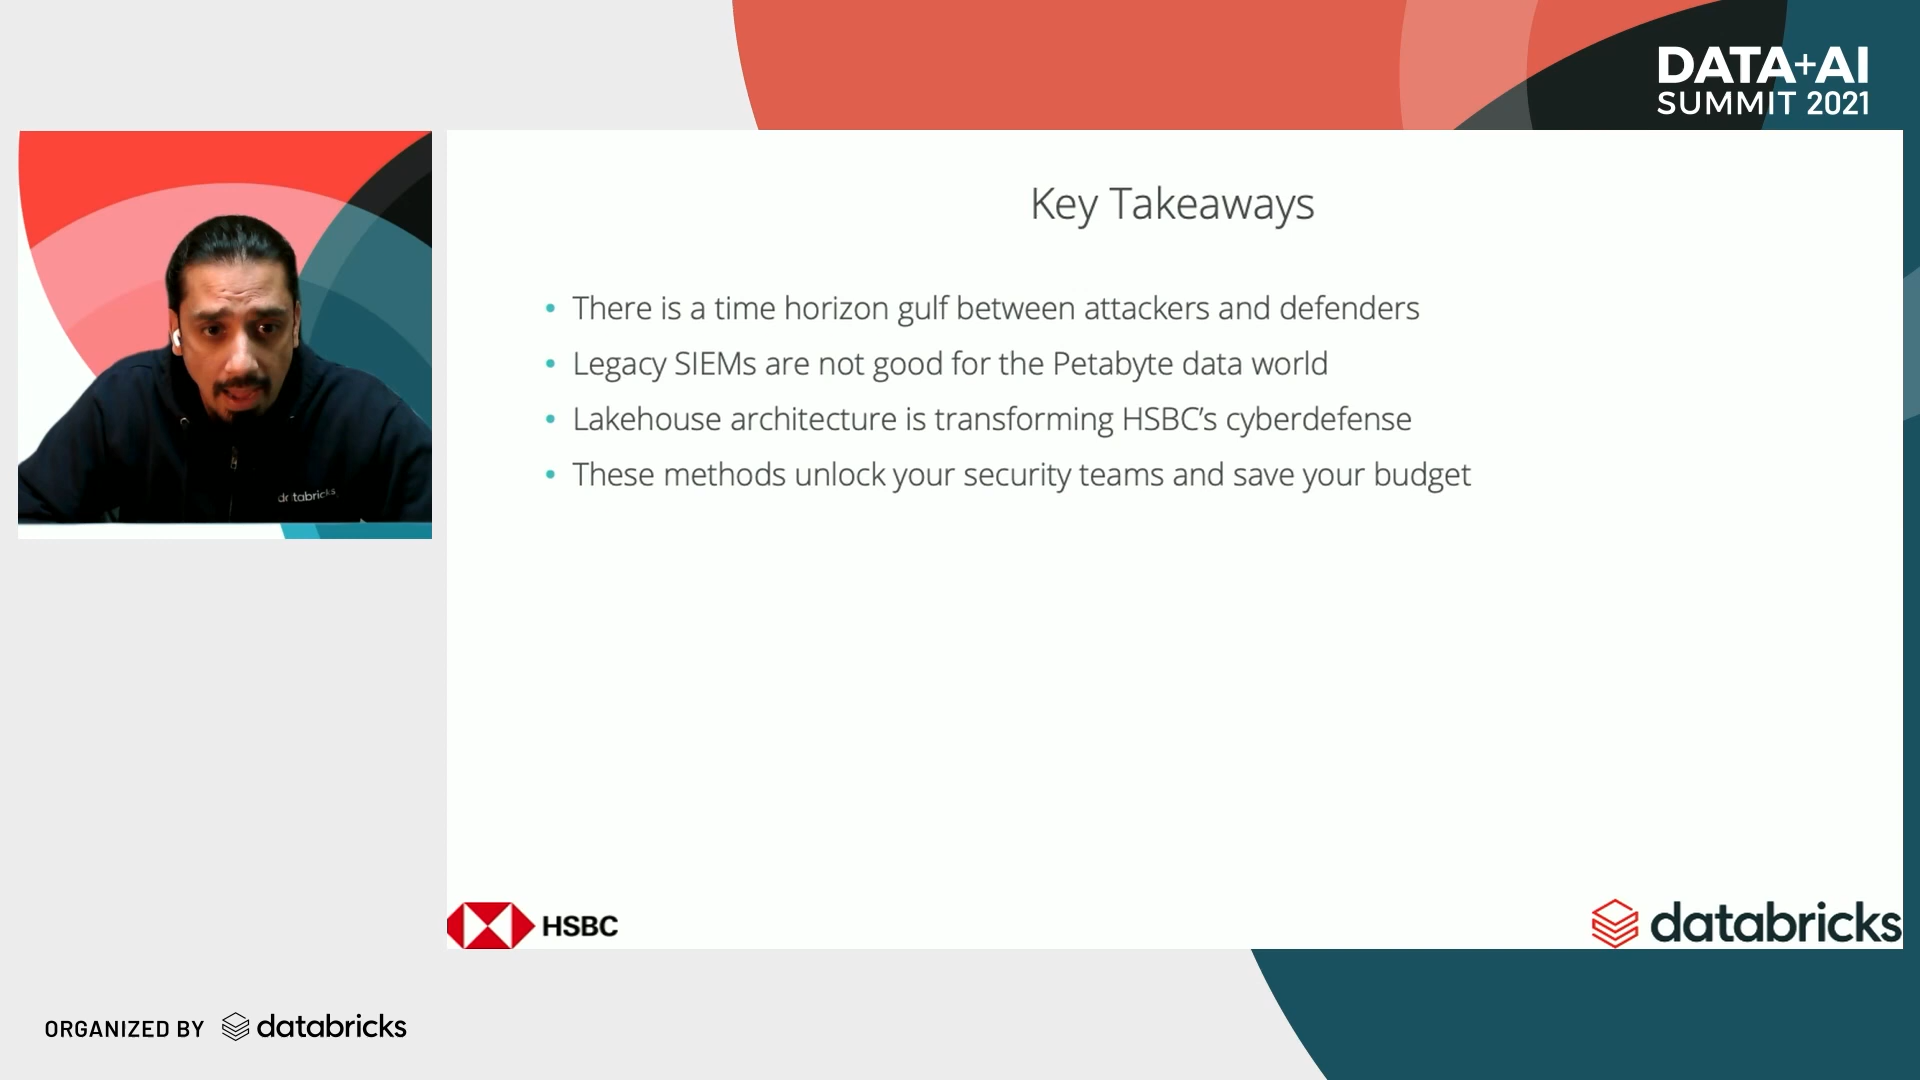 DATA+AI
SUMMIT 2021
Key Takeaways
• There is a time horizon gulf between attackers and defenders
• Legacy SIEMs are not good for the Petabyte data world
• Lakehouse architecture is transforming HSBC’s cyberdefense
• These methods unlock your security teams and save your budget
databricks
HSBC
databricks
ORGANIZED BY databricks